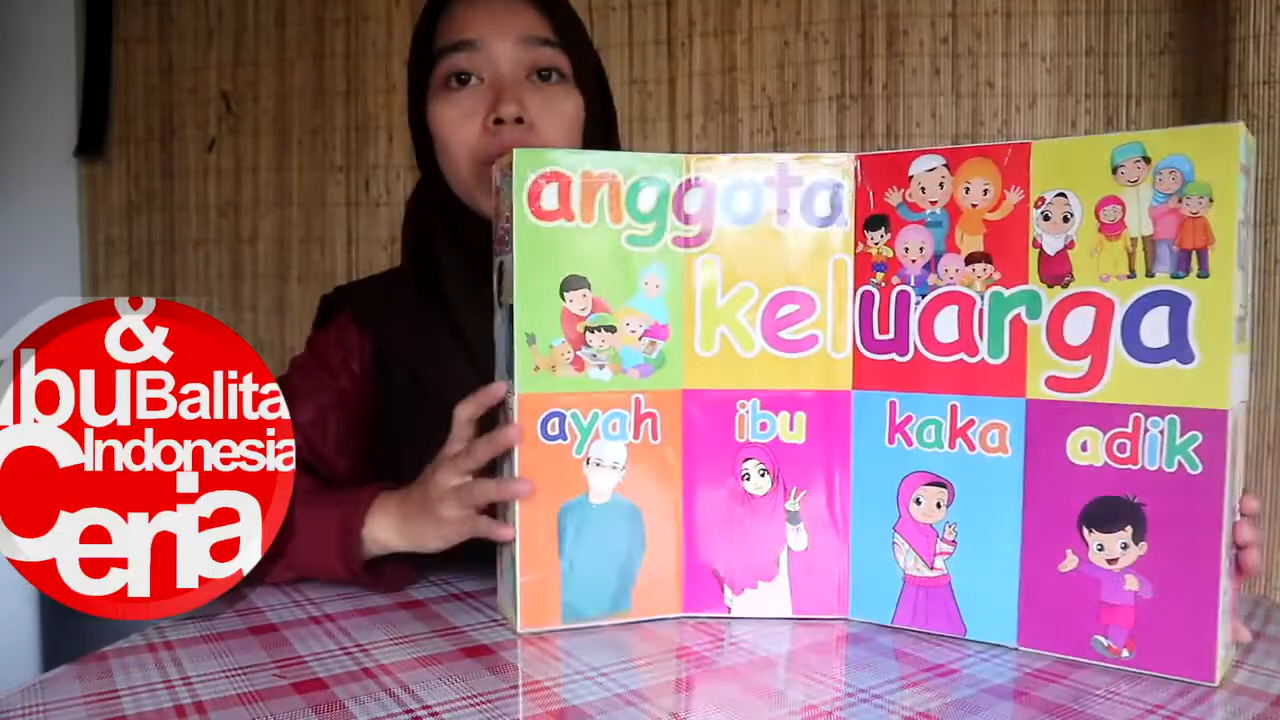 &
Ibu Balita
Indonesia
Ceria
anggota
keluarga
ayah
ibu
kaka
adik